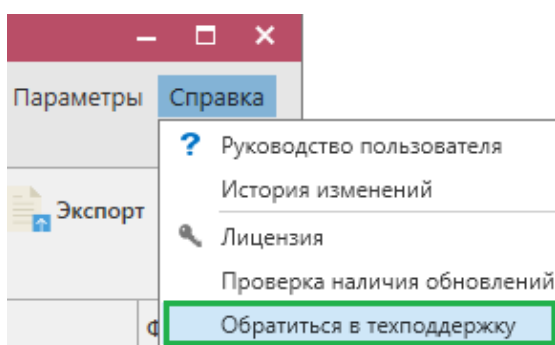 Параметры Справка
? Руководство пользователя
История изменений
Экспорт
Лицензия
Проверка наличия обновлений
Обратиться в техподдержку